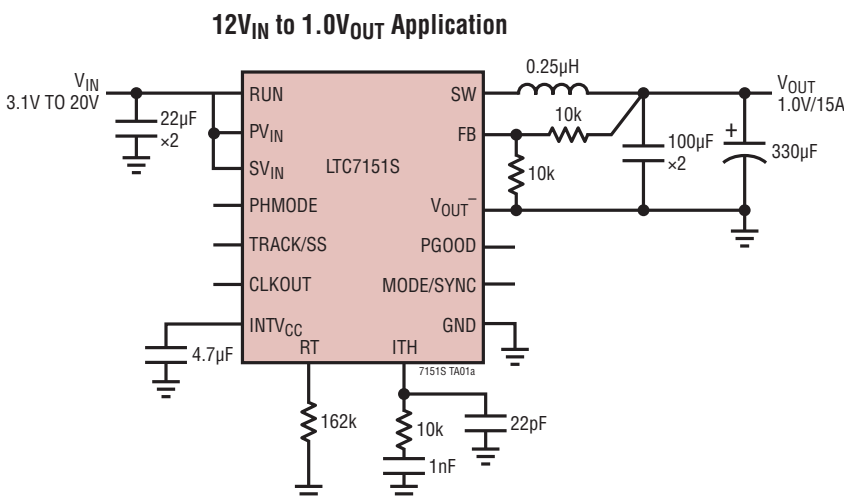 12VIN to 1.0VOUT Application
VIN
3.1V TO 20V
22µF
×2
RUN
PVIN
SVIN
PHMODE
TRACK/SS
CLKOUT
INTVCC
RT
ITH
LTC7151S
SW
FB
VOUT–
PGOOD
MODE/SYNC
GND
7151S TA01a
0.25µH
10k
10k
100µF
×2
+
330µF
VOUT
1.0V/15A
4.7µF
162k
10k
1nF
22pF